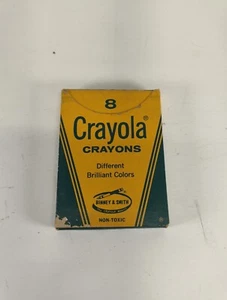 8
Crayola®
CRAYONS
Different
Brilliant Colors
BINNEY & SMITH
NON-TOXIC